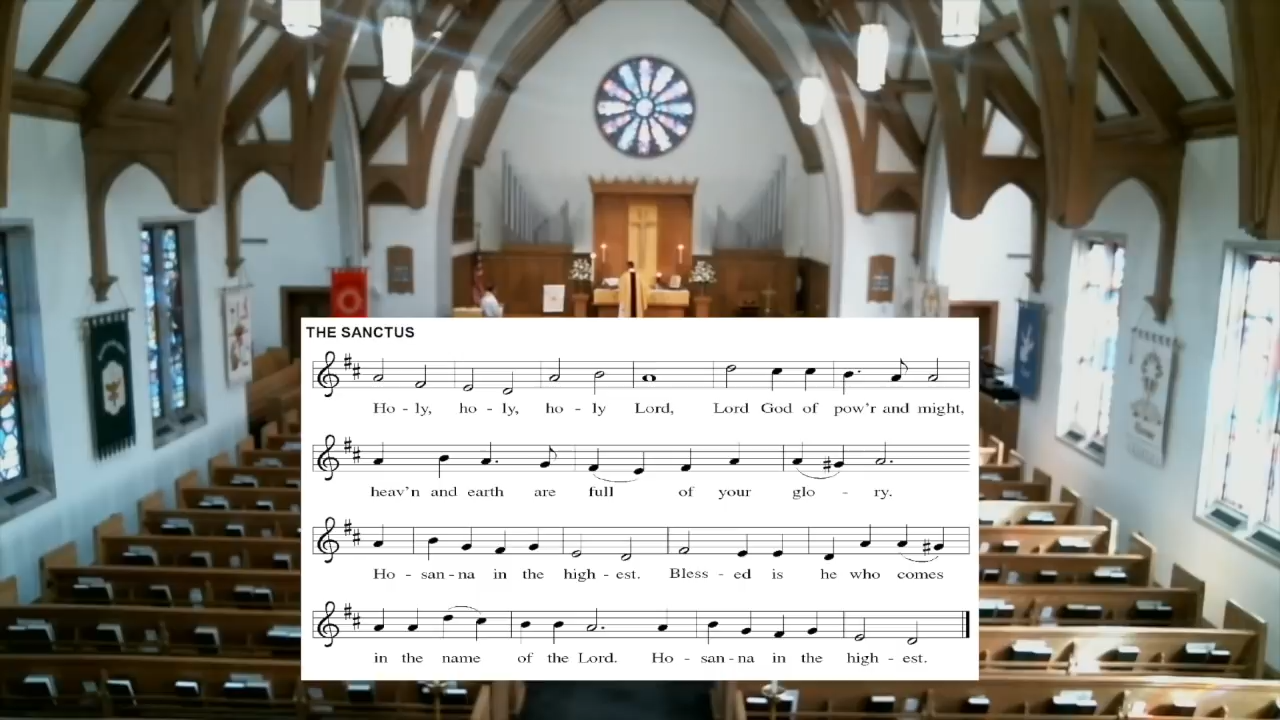 THE SANCTUS
Ho - ly, ho - ly, ho - ly Lord, Lord God of pow'r and might,
heav'n and earth are full of your glo - ry.
Ho - san - na in the high - est. Bless - ed is he who comes
in the name of the Lord. Ho - san - na in the high - est.